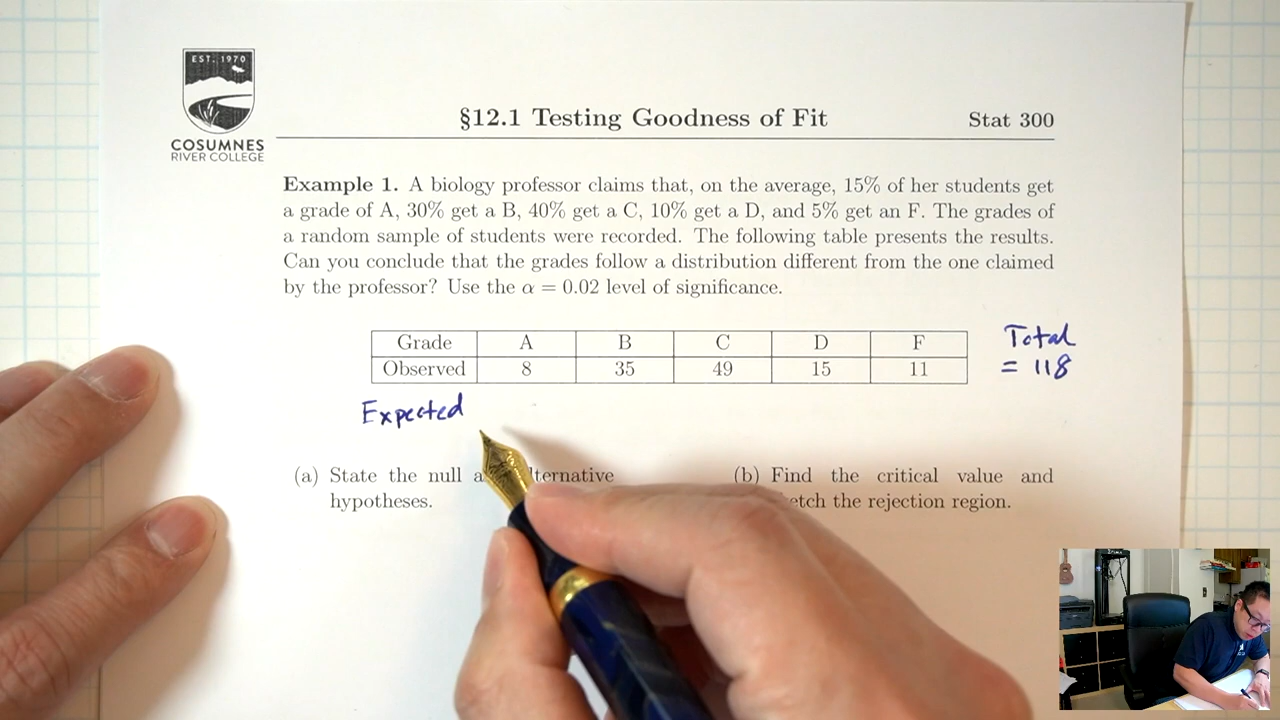 EST. 1970
COSUMNES
RIVER COLLEGE
§12.1 Testing Goodness of Fit
Stat 300
Example 1. A biology professor claims that, on the average, 15% of her students get
a grade of A, 30% get a B, 40% get a C, 10% get a D, and 5% get an F. The grades of
a random sample of students were recorded. The following table presents the results.
Can you conclude that the grades follow a distribution different from the one claimed
by the professor? Use the α = 0.02 level of significance.
Grade A B C D F
Observed 8 35 49 15 11
Total
= 118
Expected
(a) State the null a lternative
hypotheses.
(b) Find the critical value and
etch the rejection region.